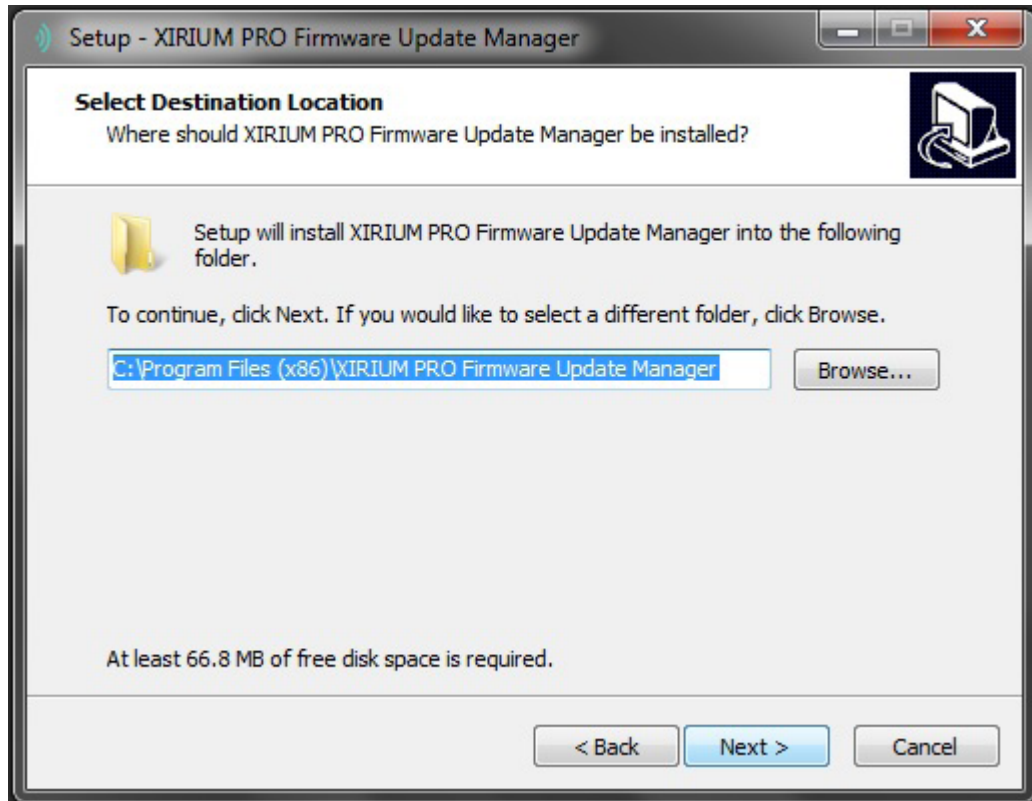 Setup - XIRIUM PRO Firmware Update Manager
Select Destination Location
Where should XIRIUM PRO Firmware Update Manager be installed?
Setup will install XIRIUM PRO Firmware Update Manager into the following
folder.
To continue, click Next. If you would like to select a different folder, click Browse.
C:\Program Files (x86)\XIRIUM PRO Firmware Update Manager
Browse...
At least 66.8 MB of free disk space is required.
< Back
Next >
Cancel